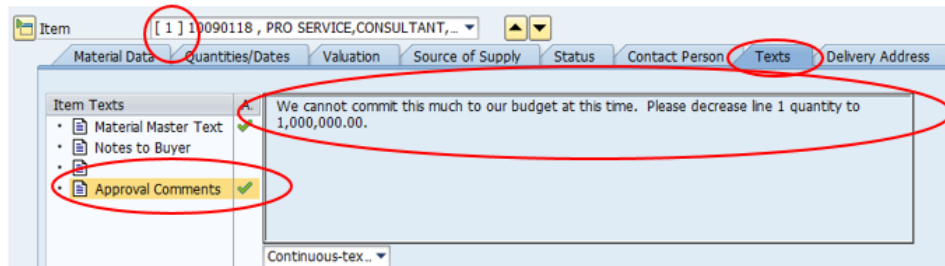 Item [ 1 ] 10090118 , PRO SERVICE,CONSULTANT,...
Material Data Quantities/Dates Valuation Source of Supply Status Contact Person Texts Delivery Address
Item Texts A.
Material Master Text
Notes to Buyer
Approval Comments
We cannot commit this much to our budget at this time. Please decrease line 1 quantity to
1,000,000.00.
Continuous-tex...